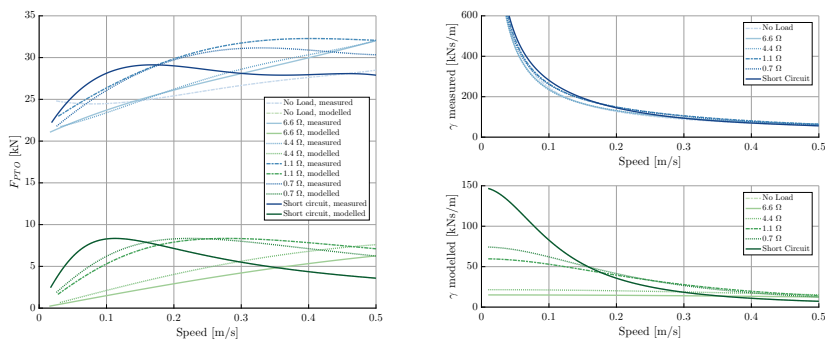 35
30
25
20
15
10
5
0
F_PTO [kN]
0
0.1
0.2
0.3
0.4
0.5
Speed [m/s]
No Load, measured
No Load, modelled
6.6 Ω, measured
6.6 Ω, modelled
4.4 Ω, measured
4.4 Ω, modelled
1.1 Ω, measured
1.1 Ω, modelled
0.7 Ω, measured
0.7 Ω, modelled
Short circuit, measured
Short circuit, modelled
600
400
200
0
γ measured [kNs/m]
0
0.1
0.2
0.3
0.4
0.5
Speed [m/s]
No Load
6.6 Ω
4.4 Ω
1.1 Ω
0.7 Ω
Short Circuit
150
100
50
0
γ modelled [kNs/m]
0
0.1
0.2
0.3
0.4
0.5
Speed [m/s]
No Load
6.6 Ω
4.4 Ω
1.1 Ω
0.7 Ω
Short Circuit